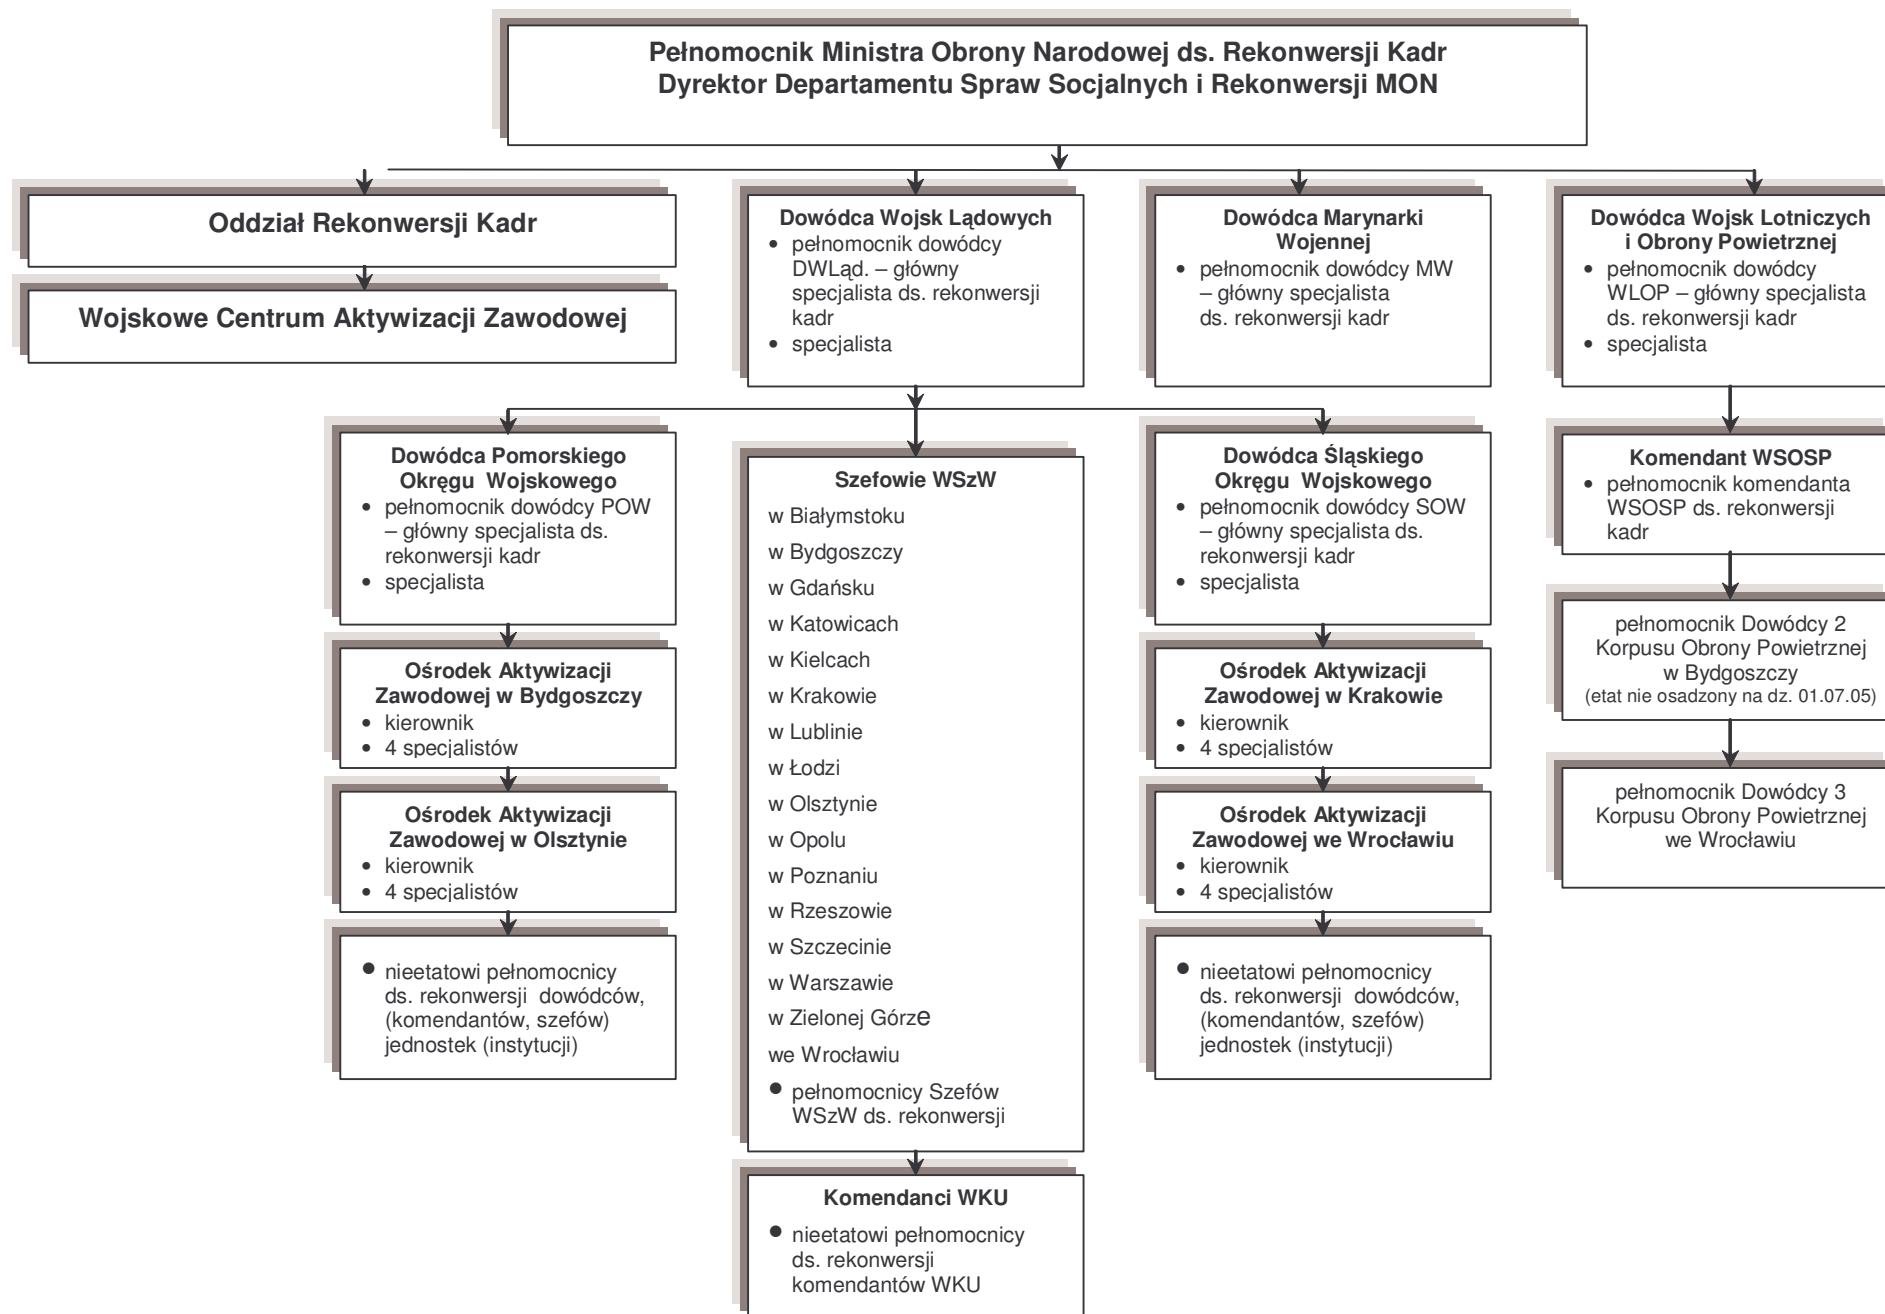 Pełnomocnik Ministra Obrony Narodowej ds. Rekonwersji Kadr
Dyrektor Departamentu Spraw Socjalnych i Rekonwersji MON
Oddział Rekonwersji Kadr
Wojskowe Centrum Aktywizacji Zawodowej
Dowódca Wojsk Lądowych
• pełnomocnik dowódcy
DWLąd. – główny
specjalista ds. rekonwersji
kadr
• specjalista
Dowódca Marynarki
Wojennej
• pełnomocnik dowódcy MW
– główny specjalista
ds. rekonwersji kadr
Dowódca Wojsk Lotniczych
i Obrony Powietrznej
• pełnomocnik dowódcy
WLOP – główny specjalista
ds. rekonwersji kadr
• specjalista
Dowódca Pomorskiego
Okręgu Wojskowego
• pełnomocnik dowódcy POW
– główny specjalista ds.
rekonwersji kadr
• specjalista
Ośrodek Aktywizacji
Zawodowej w Bydgoszczy
• kierownik
• 4 specjalistów
Ośrodek Aktywizacji
Zawodowej w Olsztynie
• kierownik
• 4 specjalistów
• nieetatowi pełnomocnicy
ds. rekonwersji dowódców,
(komendantów, szefów)
jednostek (instytucji)
Szefowie WSzW
w Białymstoku
w Bydgoszczy
w Gdańsku
w Katowicach
w Kielcach
w Krakowie
w Lublinie
w Łodzi
w Olsztynie
w Opolu
w Poznaniu
w Rzeszowie
w Szczecinie
w Warszawie
w Zielonej Górze
we Wrocławiu
• pełnomocnicy Szefów
WSzW ds. rekonwersji
Komendanci WKU
• nieetatowi pełnomocnicy
ds. rekonwersji
komendantów WKU
Dowódca Śląskiego
Okręgu Wojskowego
• pełnomocnik dowódcy SOW
– główny specjalista ds.
rekonwersji kadr
• specjalista
Ośrodek Aktywizacji
Zawodowej w Krakowie
• kierownik
• 4 specjalistów
Ośrodek Aktywizacji
Zawodowej we Wrocławiu
• kierownik
• 4 specjalistów
• nieetatowi pełnomocnicy
ds. rekonwersji dowódców,
(komendantów, szefów)
jednostek (instytucji)
Komendant WSOSP
• pełnomocnik komendanta
WSOSP ds. rekonwersji
kadr
pełnomocnik Dowódcy 2
Korpusu Obrony Powietrznej
w Bydgoszczy
(etat nie osadzony na dz. 01.07.05)
pełnomocnik Dowódcy 3
Korpusu Obrony Powietrznej
we Wrocławiu